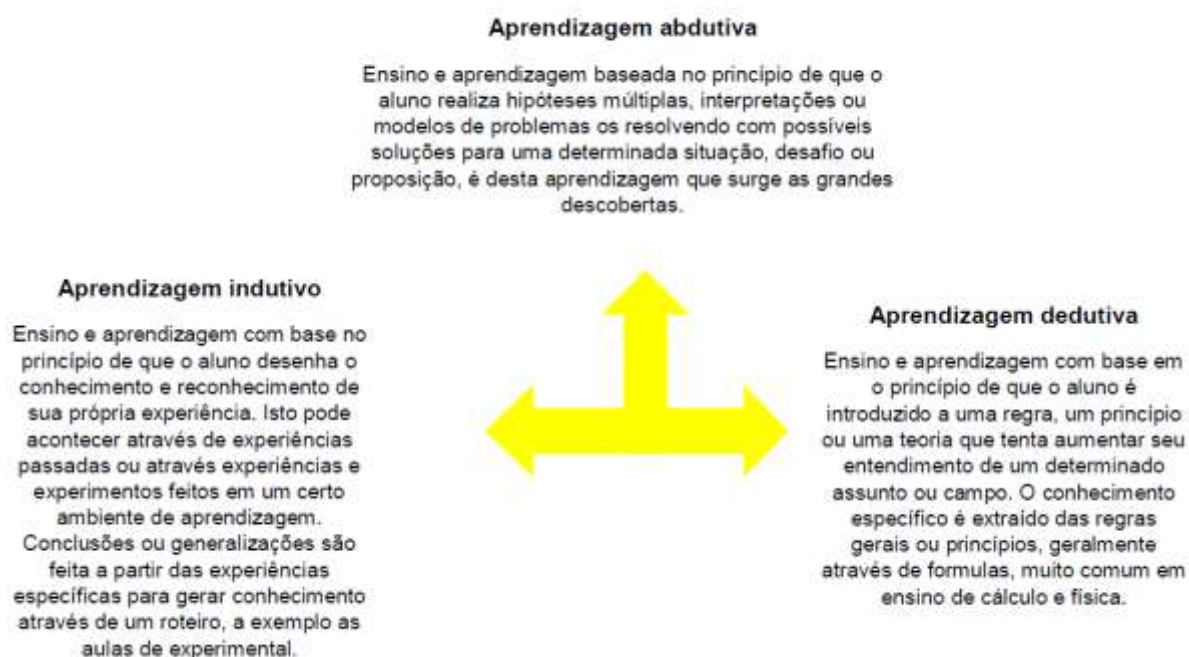 Aprendizagem abdutiva
Ensino e aprendizagem baseada no princípio de que o
aluno realiza hipóteses múltiplas, interpretações ou
modelos de problemas os resolvendo com possíveis
soluções para uma determinada situação, desafio ou
proposição, é desta aprendizagem que surge as grandes
descobertas.
Aprendizagem indutivo
Ensino e aprendizagem com base no
princípio de que o aluno desenha o
conhecimento e reconhecimento de
sua própria experiência. Isto pode
acontecer através de experiências
passadas ou através experiências e
experimentos feitos em um certo
ambiente de aprendizagem.
Conclusões ou generalizações são
feita a partir das experiências
específicas para gerar conhecimento
através de um roteiro, a exemplo as
aulas de experimental.
Aprendizagem dedutiva
Ensino e aprendizagem com base em
o princípio de que o aluno é
introduzido a uma regra, um princípio
ou uma teoria que tenta aumentar seu
entendimento de um determinado
assunto ou campo. O conhecimento
específico é extraído das regras
gerais ou princípios, geralmente
através de formulas, muito comum em
ensino de cálculo e física.